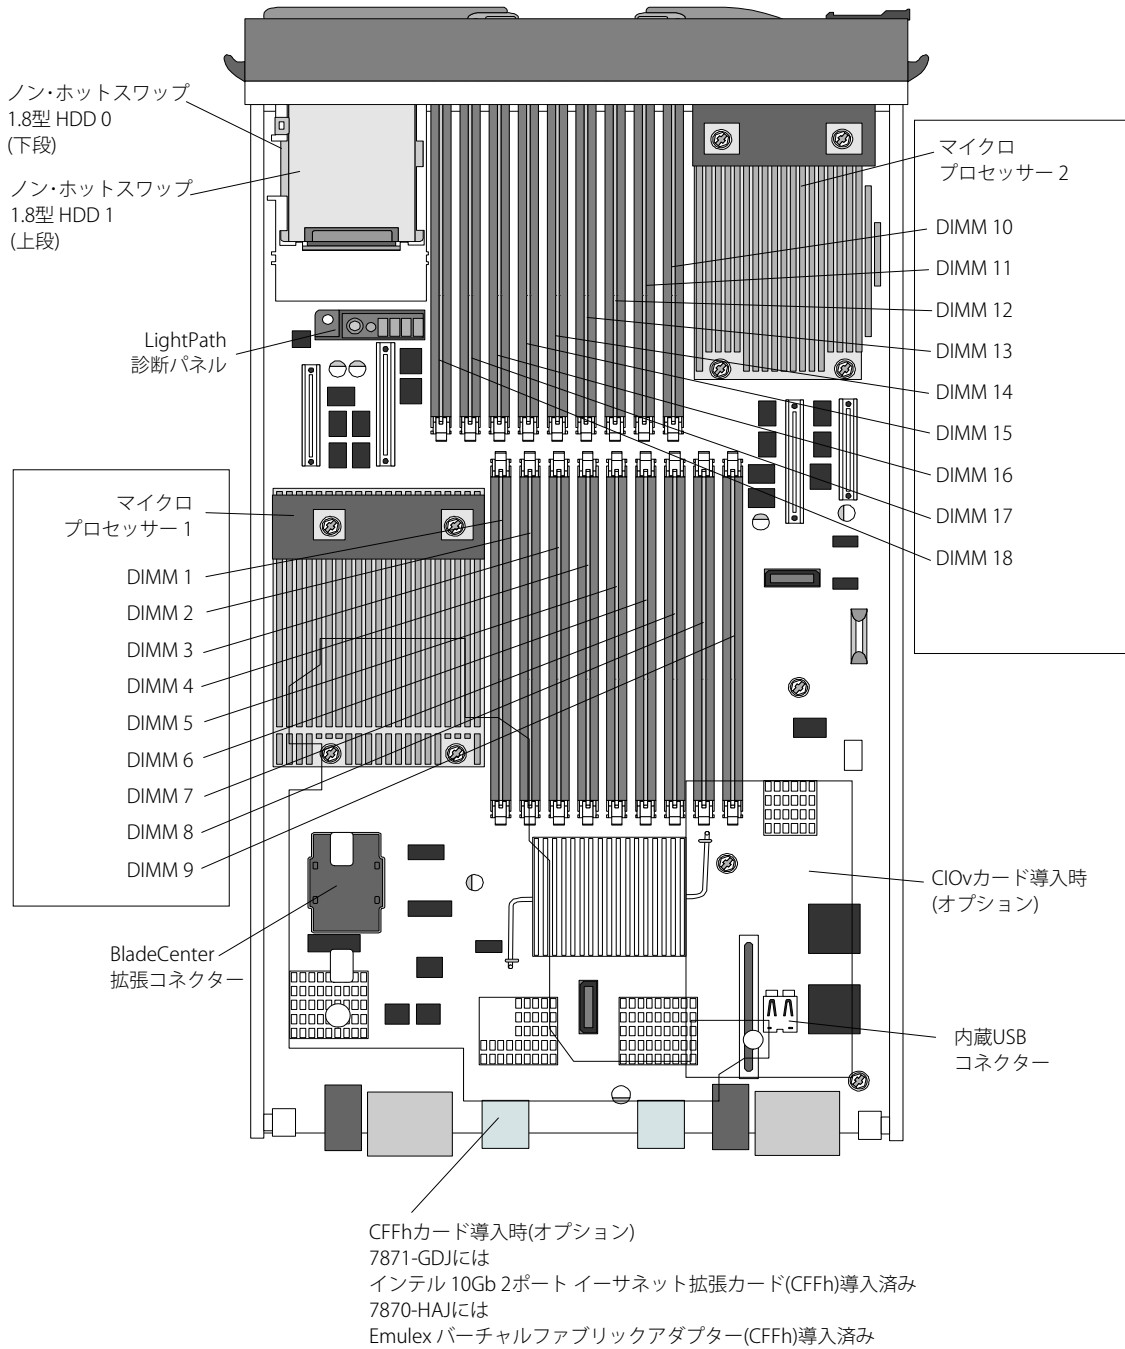 ノン・ホットスワップ
1.8型 HDD 0
(下段)
ノン・ホットスワップ
1.8型 HDD 1
(上段)
LightPath
診断パネル
マイクロ
プロセッサー 2
DIMM 10
DIMM 11
DIMM 12
DIMM 13
DIMM 14
DIMM 15
DIMM 16
DIMM 17
DIMM 18
マイクロ
プロセッサー 1
DIMM 1
DIMM 2
DIMM 3
DIMM 4
DIMM 5
DIMM 6
DIMM 7
DIMM 8
DIMM 9
BladeCenter
拡張コネクター
CIOvカード導入時
(オプション)
内蔵USB
コネクター
CFFhカード導入時(オプション)
7871-GDJには
インテル 10Gb 2ポート イーサネット拡張カード(CFFh)導入済み
7870-HAJには
Emulex バーチャルファブリックアダプター(CFFh)導入済み